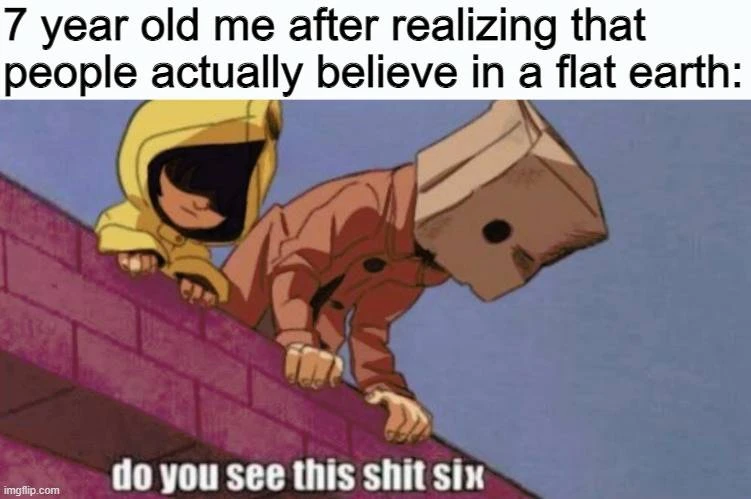 7 year old me after realizing that
people actually believe in a flat earth:
do you see this shit six
imgflip.com